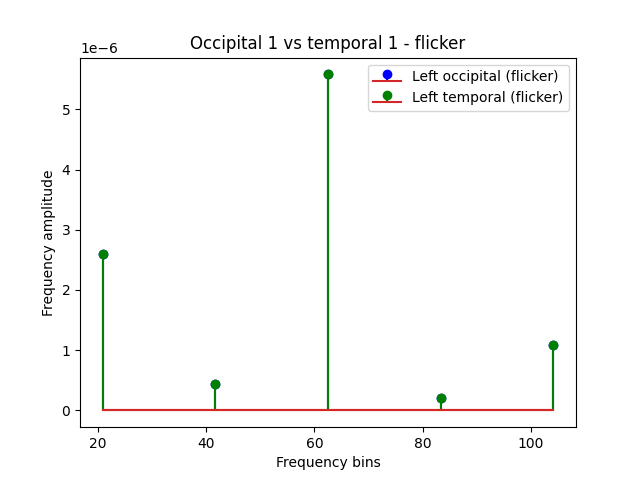 Occipital 1 vs temporal 1 - flicker
1e−6
Left occipital (flicker)
Left temporal (flicker)
5
4
3
2
1
0
Frequency amplitude
20 40 60 80 100
Frequency bins